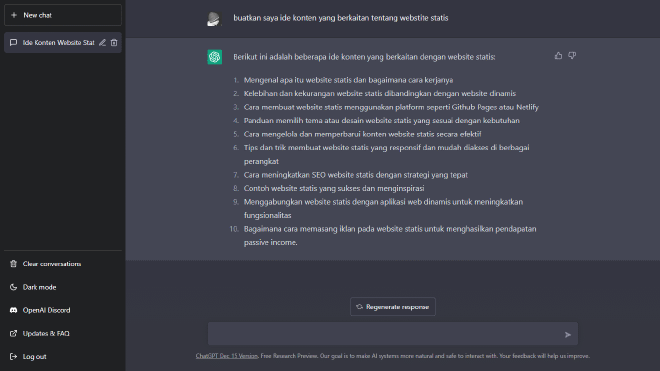 New chat
buatkan saya ide konten yang berkaitan tentang webstite statis
Ide Konten Website Stat
Berikut ini adalah beberapa ide konten yang berkaitan dengan website statis:
1. Mengenal apa itu website statis dan bagaimana cara kerjanya
2. Kelebihan dan kekurangan website statis dibandingkan dengan website dinamis
3. Cara membuat website statis menggunakan platform seperti Github Pages atau Netlify
4. Panduan memilih tema atau desain website statis yang sesuai dengan kebutuhan
5. Cara mengelola dan memperbarui konten website statis secara efektif
6. Tips dan trik membuat website statis yang responsif dan mudah diakses di berbagai
perangkat
7. Cara meningkatkan SEO website statis dengan strategi yang tepat
8. Contoh website statis yang sukses dan menginspirasi
9. Menggabungkan website statis dengan aplikasi web dinamis untuk meningkatkan
fungsionalitas
10. Bagaimana cara memasang iklan pada website statis untuk menghasilkan pendapatan
passive income.
Clear conversations
Dark mode
OpenAI Discord
Updates & FAQ
Log out
Regenerate response
ChatGPT Dec 15 Version. Free Research Preview. Our goal is to make AI systems more natural and safe to interact with. Your feedback will help us improve.